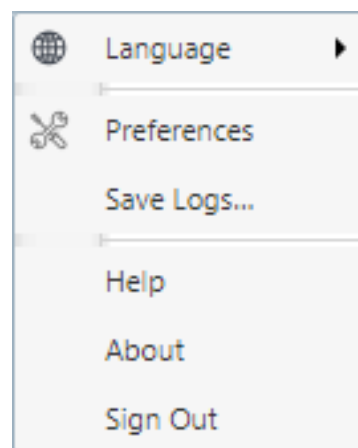 Language
Preferences
Save Logs...
Help
About
Sign Out